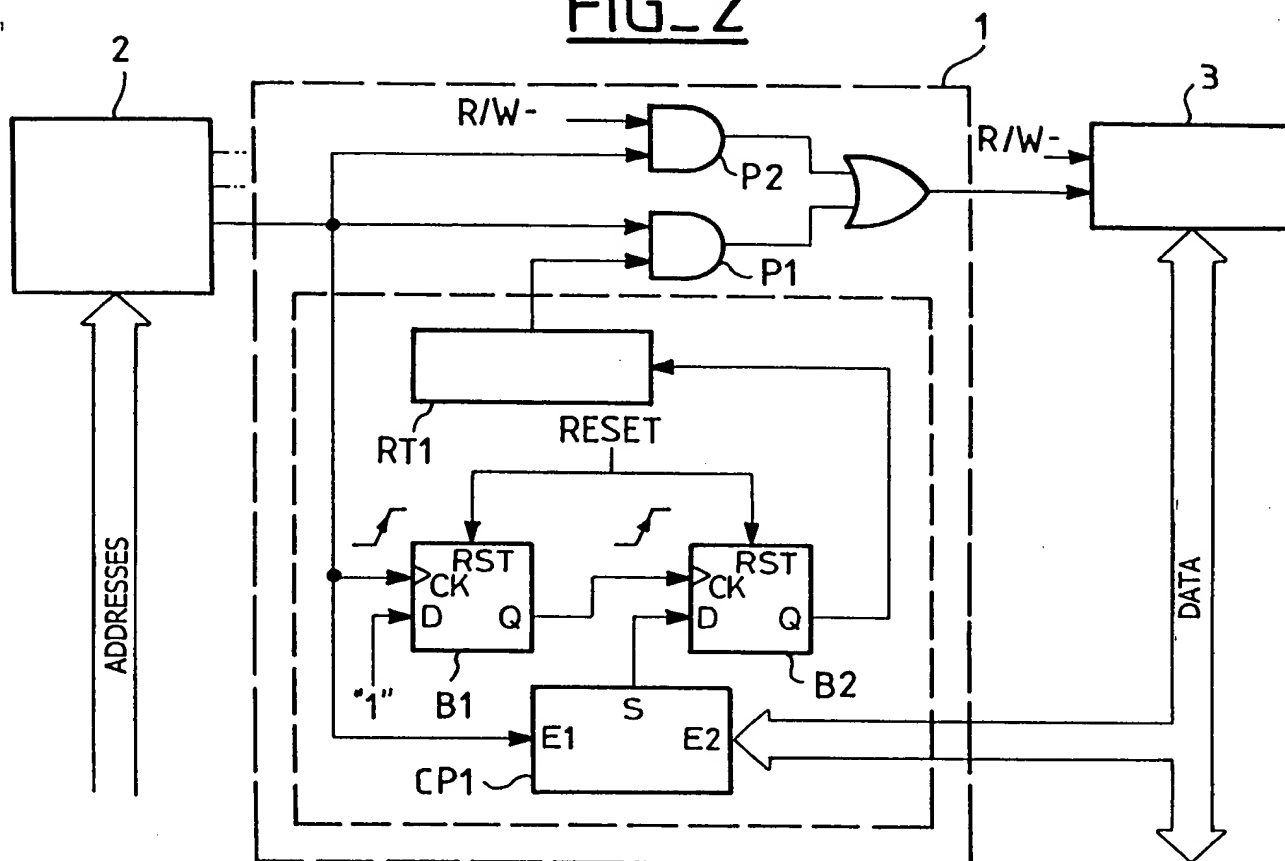 FIG_2
1
2
3
R/W-
R/W-
P2
P1
RT1
RESET
RST
CK
D
Q
RST
CK
D
Q
"1"
B1
B2
S
E1
E2
CP1
ADDRESSES
DATA